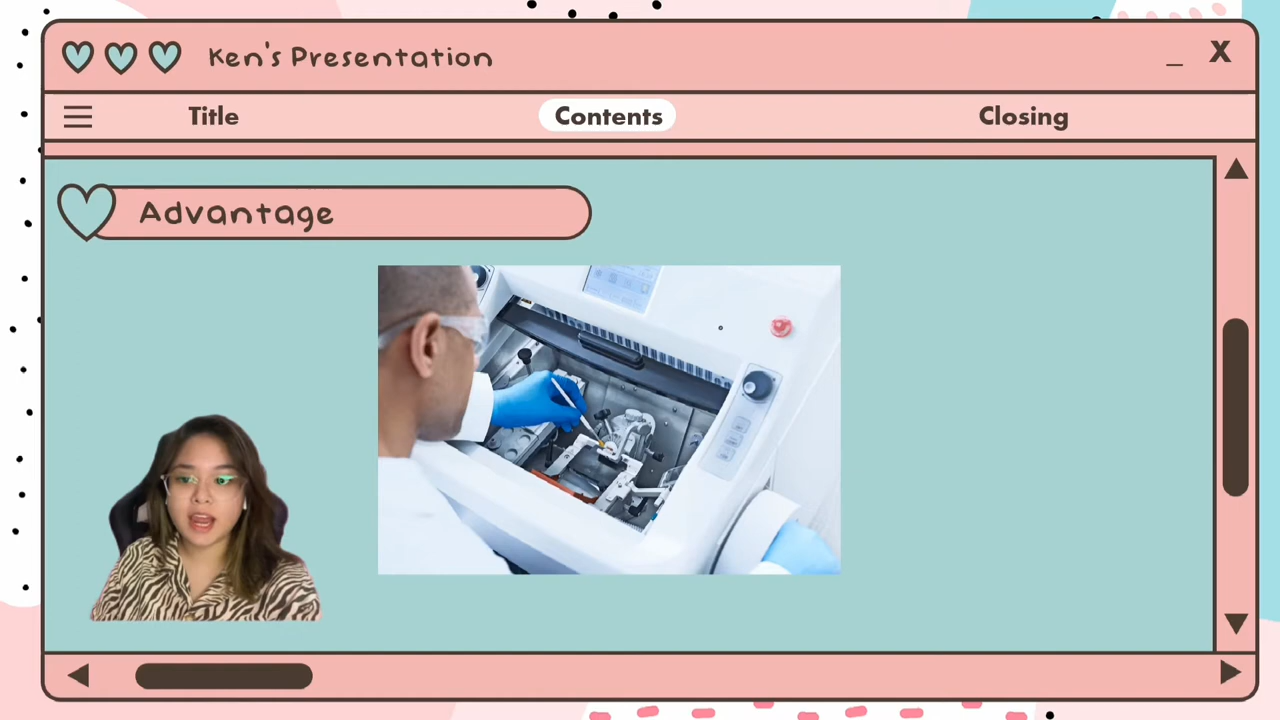 Ken's Presentation
_ X
Title
Contents
Closing
Advantage